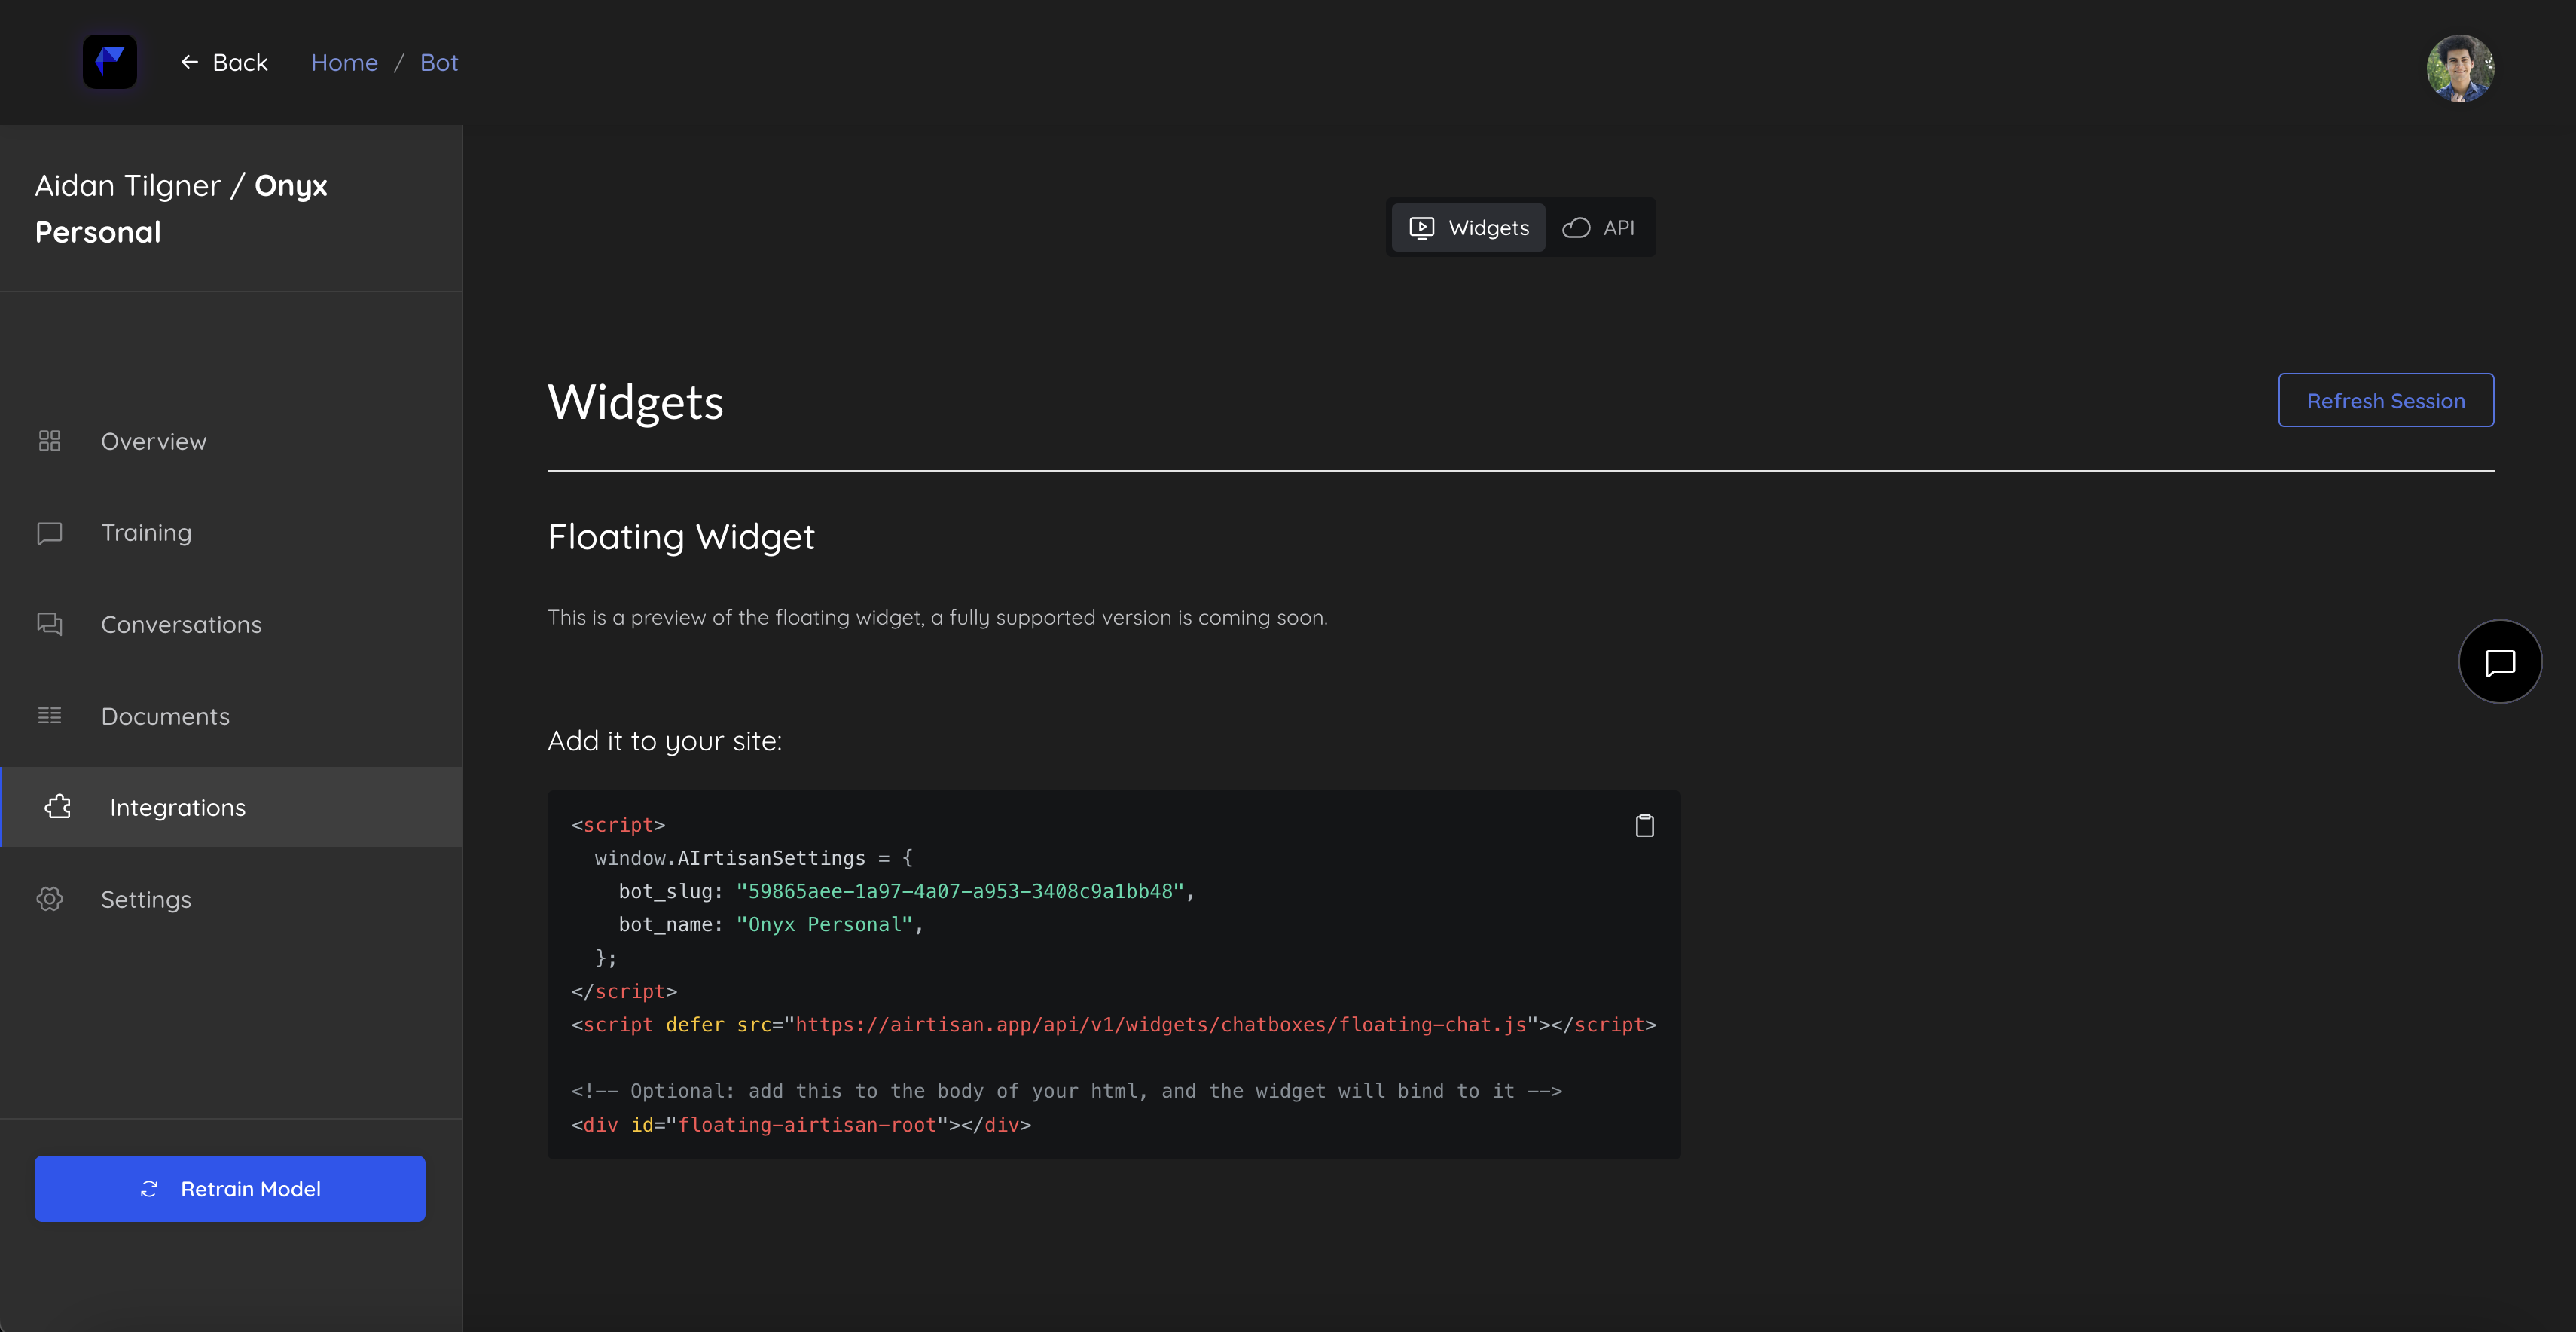 Back
Home / Bot
Aidan Tilgner / Onyx
Personal
Overview
Training
Conversations
Documents
Integrations
Settings
Retrain Model
Widgets
API
Widgets
Refresh Session
Floating Widget
This is a preview of the floating widget, a fully supported version is coming soon.
Add it to your site:
<script>
  window.AIrtisanSettings = {
    bot_slug: "59865aee-1a97-4a07-a953-3408c9a1bb48",
    bot_name: "Onyx Personal",
  };
</script>
<script defer src="https://airtisan.app/api/v1/widgets/chatboxes/floating-chat.js"></script>
<!-- Optional: add this to the body of your html, and the widget will bind to it -->
<div id="floating-airtisan-root"></div>